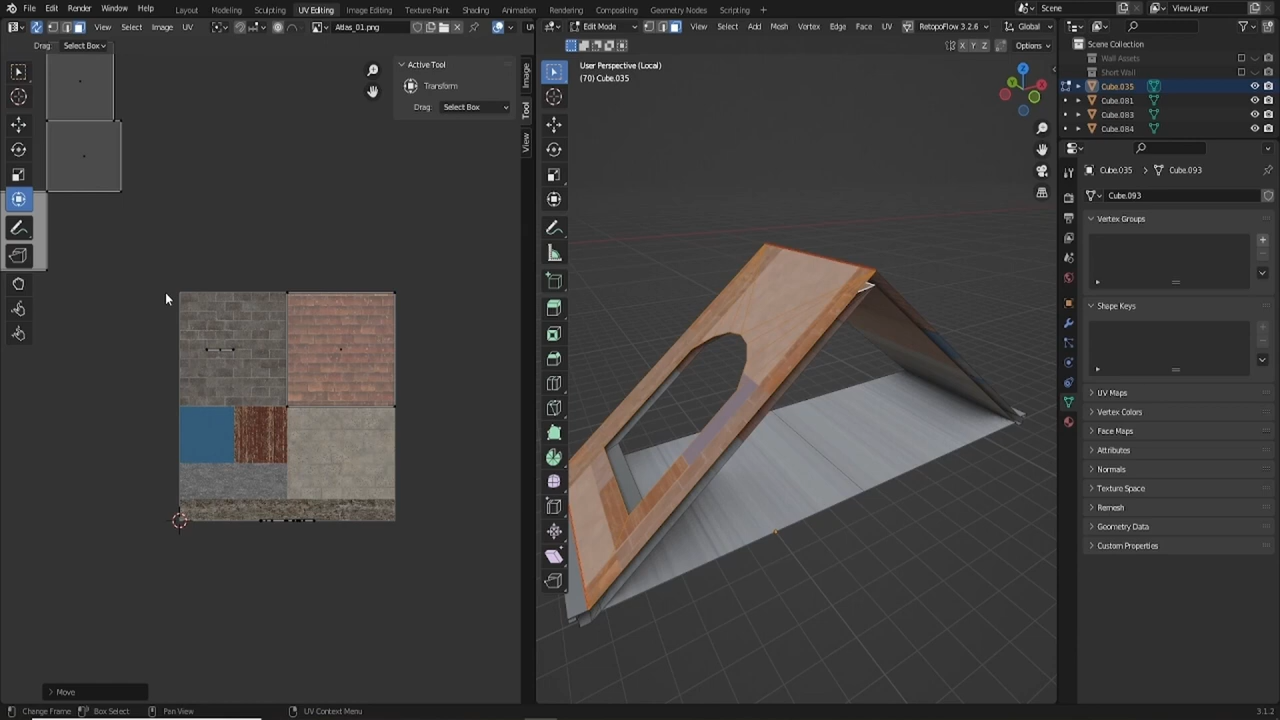 File Edit Render Window Help Layout Modeling Sculpting UV Editing Texture Paint Shading Animation Rendering Compositing Geometry Nodes Scripting + Scene ViewLayer
View Select Image UV Atlas_01.png UV Edit Mode View Select Add Mesh Vertex Edge Face UV RetopoFlow 3.2.6 Global
Drag: Select Box X Y Z Options
Active Tool
Transform
Drag: Select Box
Image
Tool
View
User Perspective (Local)
(70) Cube.035
X
Y
Z
Scene Collection
Wall Assets
Short Wall
Cube.035
Cube.081
Cube.083
Cube.084
Cube.035 Cube.093
Cube.093
Vertex Groups
Shape Keys
UV Maps
Vertex Colors
Face Maps
Attributes
Normals
Texture Space
Remesh
Geometry Data
Custom Properties
Move
Change Frame Box Select Pan View UV Context Menu 3.1.2